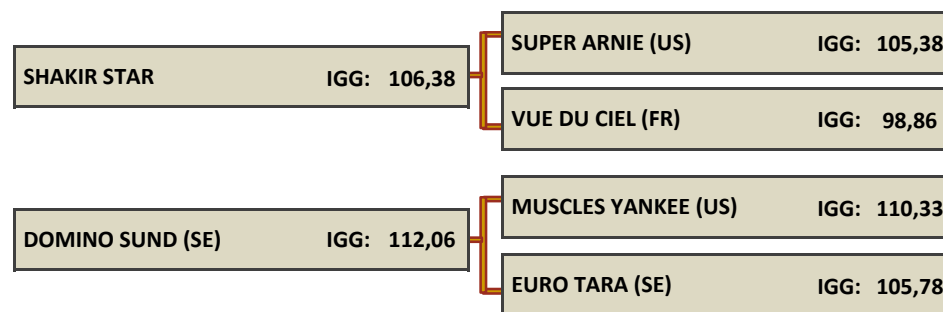 SUPER ARNIE (US) IGG: 105,38
SHAKIR STAR IGG: 106,38
VUE DU CIEL (FR) IGG: 98,86
MUSCLES YANKEE (US) IGG: 110,33
DOMINO SUND (SE) IGG: 112,06
EURO TARA (SE) IGG: 105,78